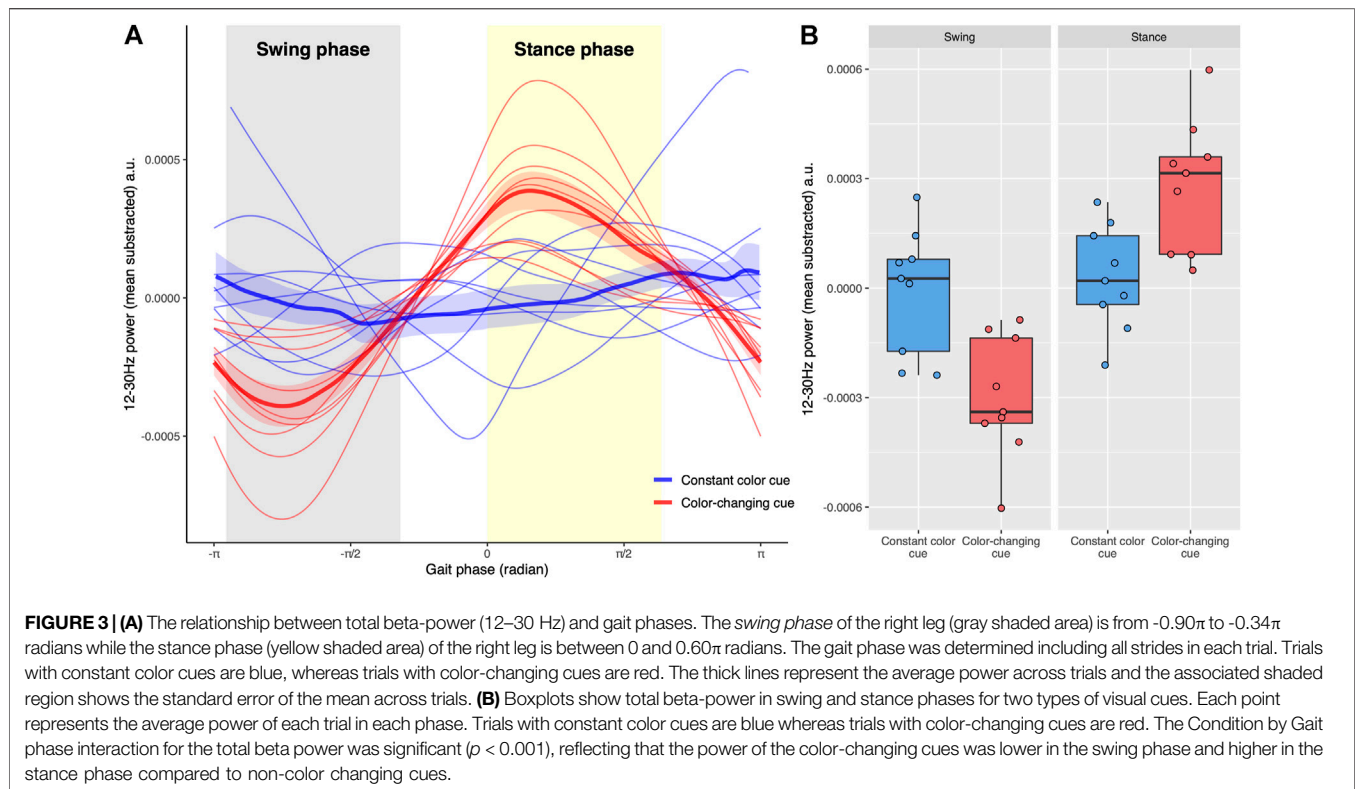 A
Swing phase
Stance phase
12-30Hz power (mean substracted) a.u.
0.0005
0.0000
-0.0005
Constant color cue
Color-changing cue
-π
-π/2
0
π/2
π
Gait phase (radian)
B
Swing
Stance
12-30Hz power (mean substracted) a.u.
0.0006
0.0003
0.0000
-0.0003
-0.0006
Constant color
cue
Color-changing
cue
Constant color
cue
Color-changing
cue
FIGURE 3 | (A) The relationship between total beta-power (12–30 Hz) and gait phases. The swing phase of the right leg (gray shaded area) is from -0.90π to -0.34π
radians while the stance phase (yellow shaded area) of the right leg is between 0 and 0.60π radians. The gait phase was determined including all strides in each trial. Trials
with constant color cues are blue, whereas trials with color-changing cues are red. The thick lines represent the average power across trials and the associated shaded
region shows the standard error of the mean across trials. (B) Boxplots show total beta-power in swing and stance phases for two types of visual cues. Each point
represents the average power of each trial in each phase. Trials with constant color cues are blue whereas trials with color-changing cues are red. The Condition by Gait
phase interaction for the total beta power was significant (p < 0.001), reflecting that the power of the color-changing cues was lower in the swing phase and higher in the
stance phase compared to non-color changing cues.